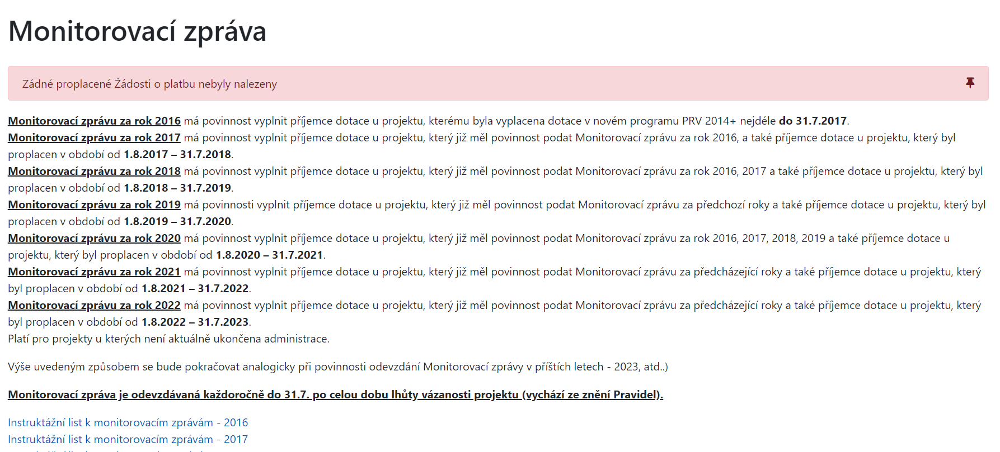 Monitorovací zpráva
Zádné proplacené Žádosti o platbu nebyly nalezeny
Monitorovací zprávu za rok 2016 má povinnost vyplnit příjemce dotace u projektu, kterému byla vyplacena dotace v novém programu PRV 2014+ nejdéle do 31.7.2017.
Monitorovací zprávu za rok 2017 má povinnost vyplnit příjemce dotace u projektu, který již měl povinnost podat Monitorovací zprávu za rok 2016, a také příjemce dotace u projektu, který byl
proplacen v období od 1.8.2017 – 31.7.2018.
Monitorovací zprávu za rok 2018 má povinnost vyplnit příjemce dotace u projektu, který již měl povinnost podat Monitorovací zprávu za rok 2016, 2017 a také příjemce dotace u projektu, který byl
proplacen v období od 1.8.2018 – 31.7.2019.
Monitorovací zprávu za rok 2019 má povinnosti vyplnit příjemce dotace u projektu, který již měl povinnost podat Monitorovací zprávu za předchozí roky a také příjemce dotace u projektu, který byl
proplacen v období od 1.8.2019 – 31.7.2020.
Monitorovací zprávu za rok 2020 má povinnost vyplnit příjemce dotace u projektu, který již měl povinnost podat Monitorovací zprávu za rok 2016, 2017, 2018, 2019 a také příjemce dotace u
projektu, který byl proplacen v období od 1.8.2020 – 31.7.2021.
Monitorovací zprávu za rok 2021 má povinnost vyplnit příjemce dotace u projektu, který již měl povinnost podat Monitorovací zprávu za předcházející roky a také příjemce dotace u projektu, který
byl proplacen v období od 1.8.2021 – 31.7.2022.
Monitorovací zprávu za rok 2022 má povinnost vyplnit příjemce dotace u projektu, který již měl povinnost podat Monitorovací zprávu za předcházející roky a také příjemce dotace u projektu, který
byl proplacen v období od 1.8.2022 – 31.7.2023.
Platí pro projekty u kterých není aktuálně ukončena administrace.
Výše uvedeným způsobem se bude pokračovat analogicky při povinnosti odevzdání Monitorovací zprávy v příštích letech - 2023, atd..)
Monitorovací zpráva je odevzdávaná každoročně do 31.7. po celou dobu lhůty vázanosti projektu (vychází ze znění Pravidel).
Instruktážní list k monitorovacím zprávám - 2016
Instruktážní list k monitorovacím zprávám - 2017